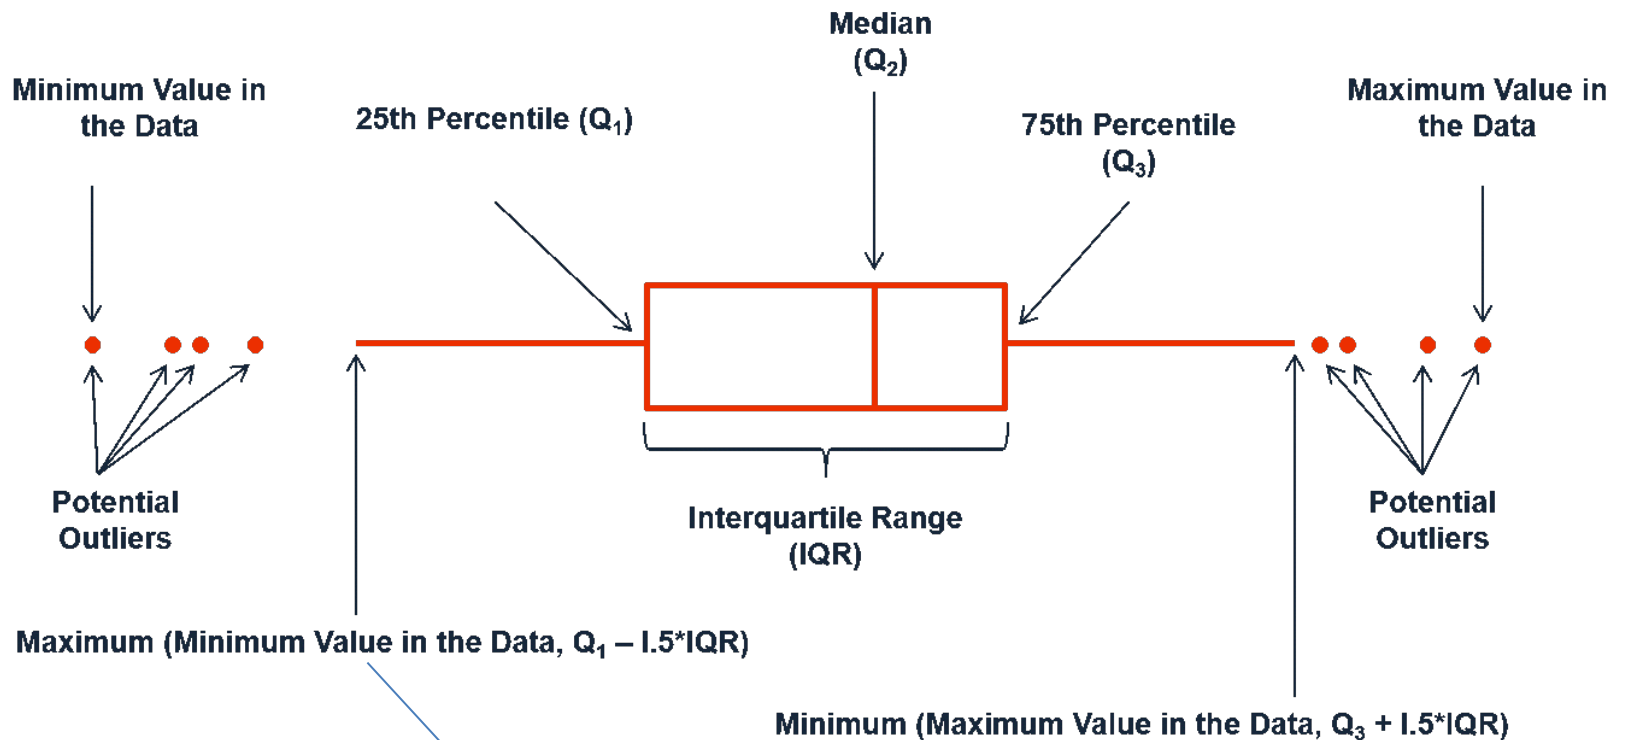 Median
(Q₂)
Minimum Value in
the Data
25th Percentile (Q₁)
75th Percentile
(Q₃)
Maximum Value in
the Data
Potential
Outliers
Interquartile Range
(IQR)
Potential
Outliers
Maximum (Minimum Value in the Data, Q₁ – I.5*IQR)
Minimum (Maximum Value in the Data, Q₃ + I.5*IQR)